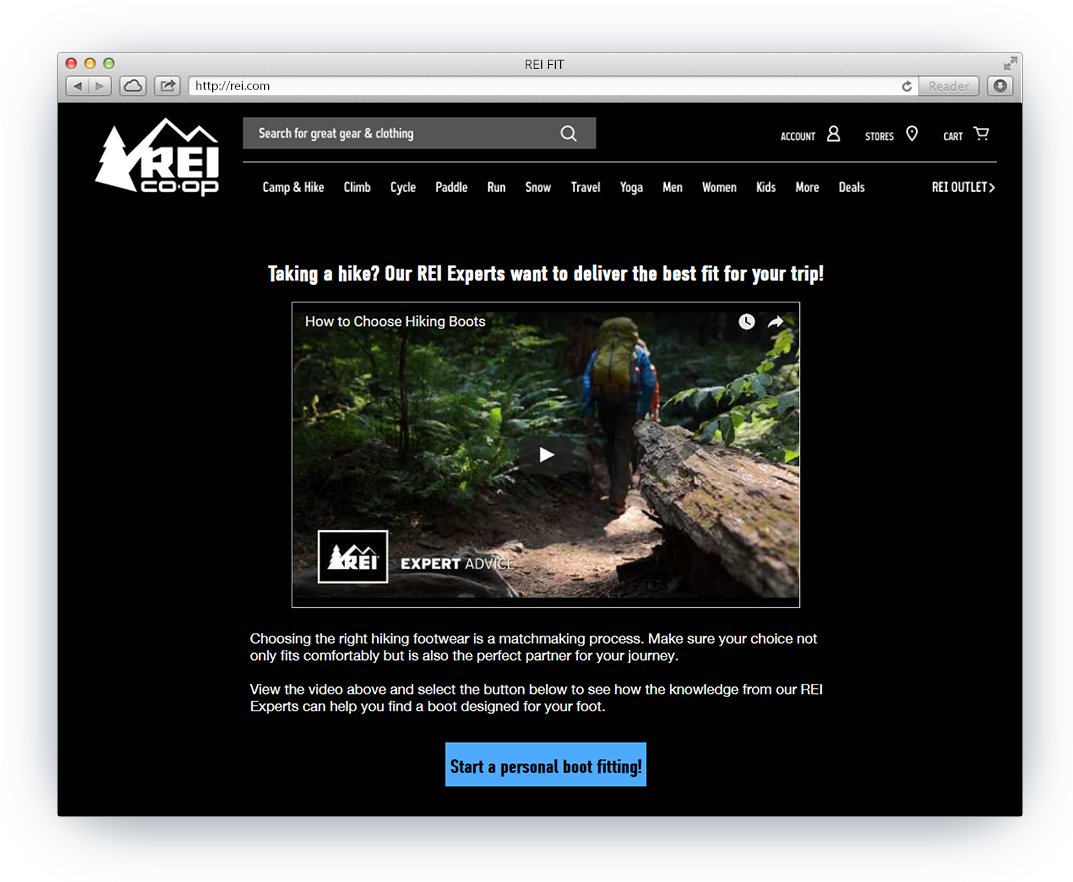 REI FIT
http://rei.com
Reader
REI
co·op
Search for great gear & clothing
ACCOUNT
STORES
CART
Camp & Hike
Climb
Cycle
Paddle
Run
Snow
Travel
Yoga
Men
Women
Kids
More
Deals
REI OUTLET
Taking a hike? Our REI Experts want to deliver the best fit for your trip!
How to Choose Hiking Boots
REI
EXPERT ADVICE
Choosing the right hiking footwear is a matchmaking process. Make sure your choice not
only fits comfortably but is also the perfect partner for your journey.
View the video above and select the button below to see how the knowledge from our REI
Experts can help you find a boot designed for your foot.
Start a personal boot fitting!